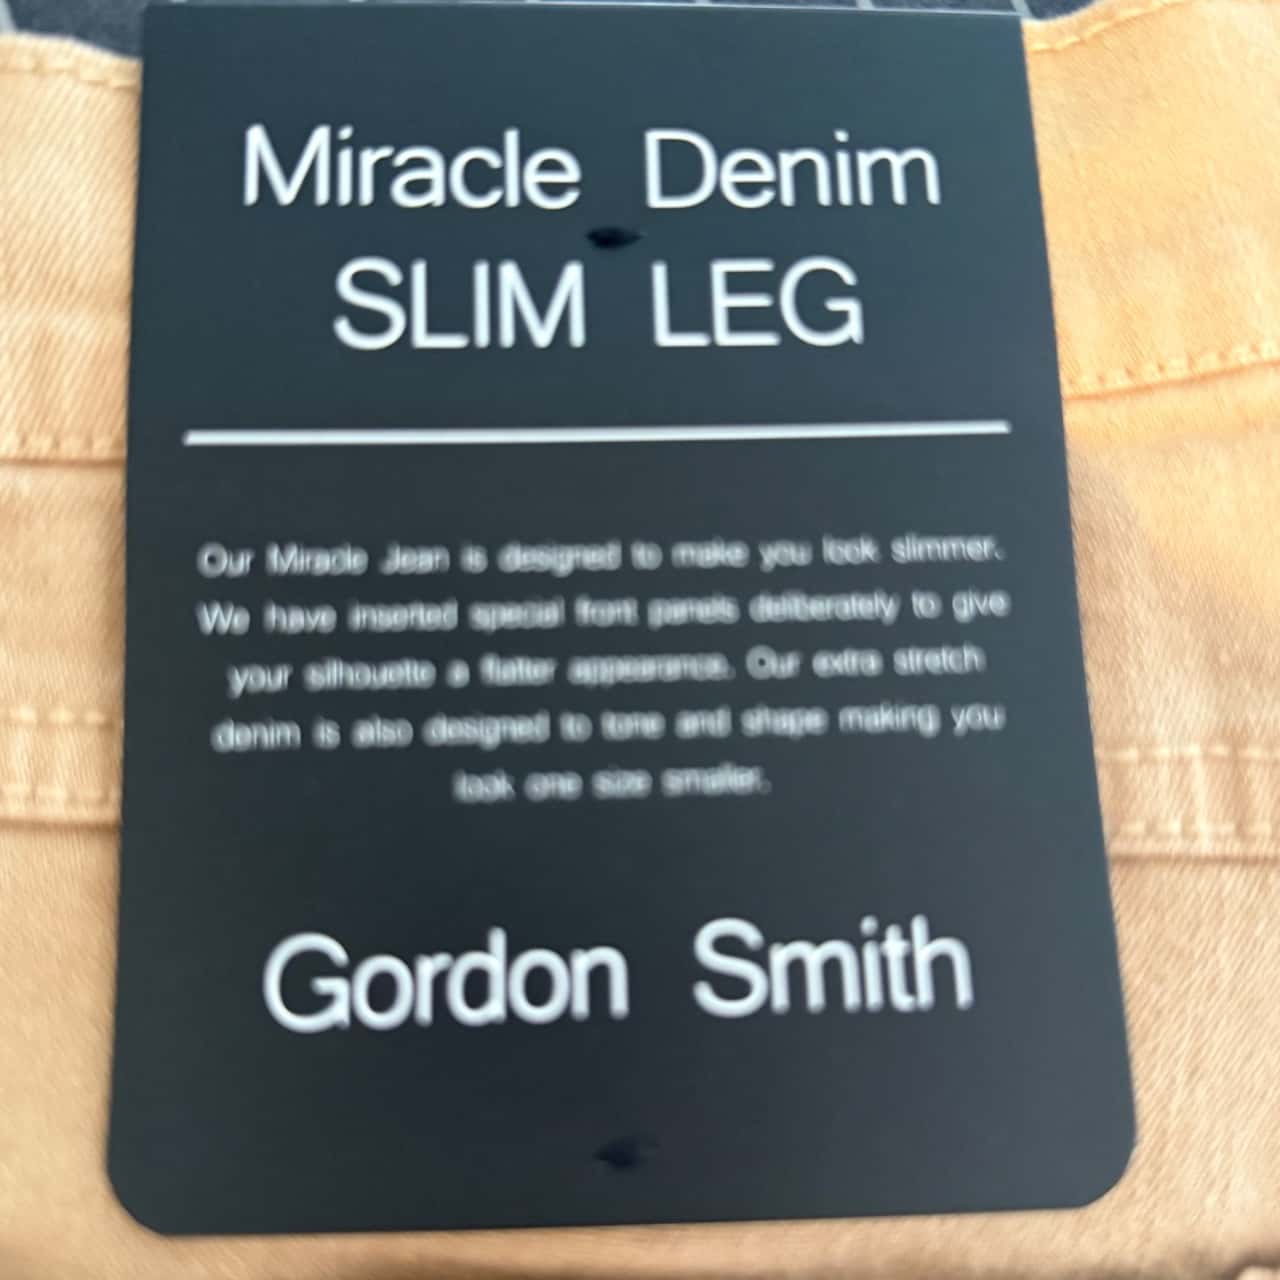 Miracle Denim
SLIM LEG
Our Miracle Jean is designed to make you look slimmer.
We have inserted special front panels deliberately to give
your silhouette a flatter appearance. Our extra stretch
denim is also designed to tone and shape making you
look one size smaller.
Gordon Smith